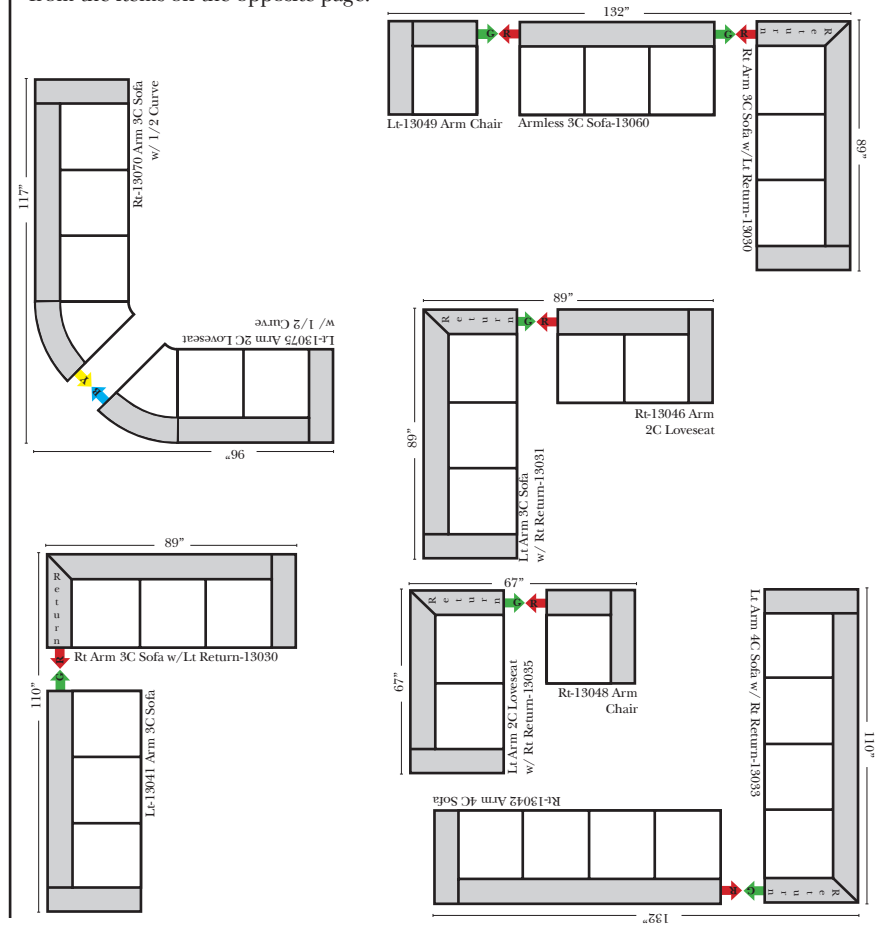 from the items on the opposite page.
132”
G R
G R
Return
Lt-13049 Arm Chair
Armless 3C Sofa-13060
Rt Arm 3C Sofa w/Lt Return-13030
89”
117”
Rt-13070 Arm 3C Sofa
w/ 1/2 Curve
Lt-13075 Arm 2C Loveseat
w/ 1/2 Curve
Y
B
96”
89”
Return
G R
Rt-13046 Arm
2C Loveseat
89”
Lt Arm 3C Sofa
w/ Rt Return-13031
89”
Return
Rt Arm 3C Sofa w/Lt Return-13030
R
G
110”
Lt-13041 Arm 3C Sofa
67”
Return
G R
67”
Lt Arm 2C Loveseat
w/ Rt Return-13035
Rt-13048 Arm
Chair
Lt Arm 4C Sofa w/ Rt Return-13033
110”
Rt-13042 Arm 4C Sofa
R G
Return
132”